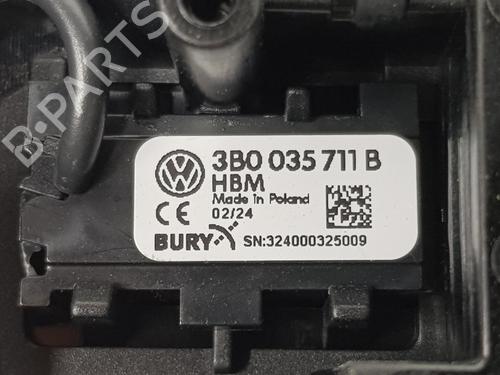 3B0 035 711 B
HBM
Made in Poland
CE 02/24
BURY SN:324000325009
B-PARTS